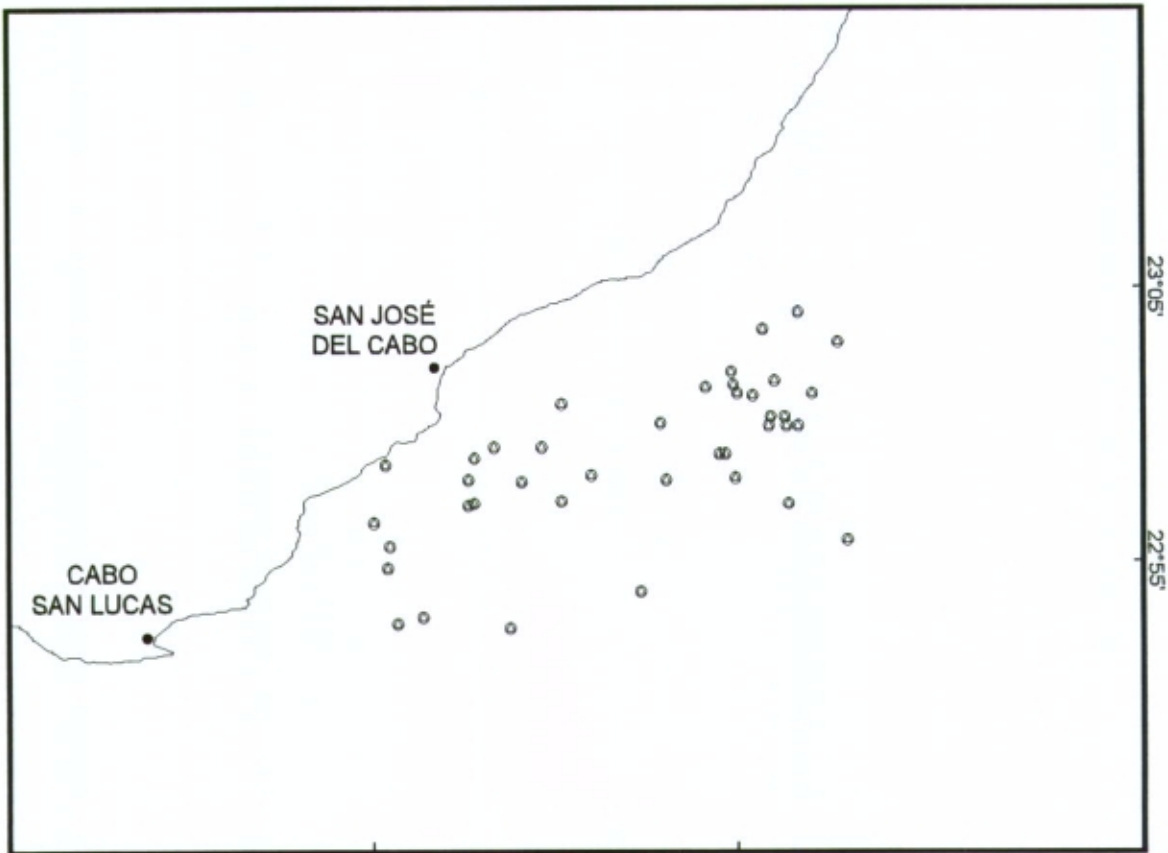 SAN JOSÉ
DEL CABO
CABO
SAN LUCAS
23°05'
22°55'